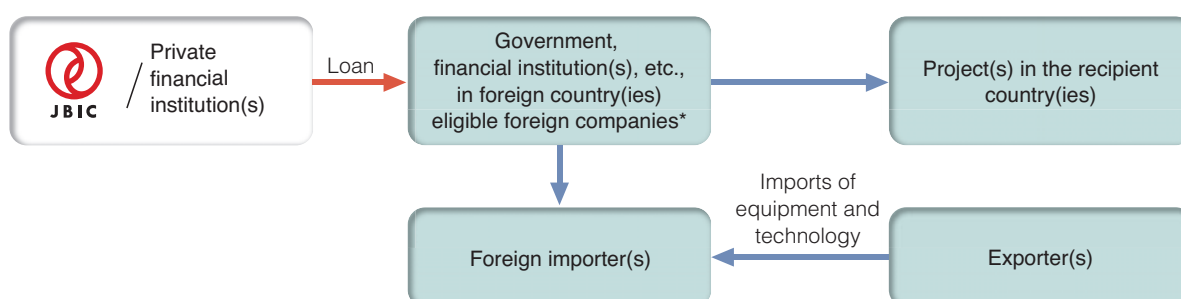 JBIC
Private
financial
institution(s)
Loan
Government,
financial institution(s), etc.,
in foreign country(ies)
eligible foreign companies*
Project(s) in the recipient
country(ies)
Foreign importer(s)
Imports of
equipment and
technology
Exporter(s)